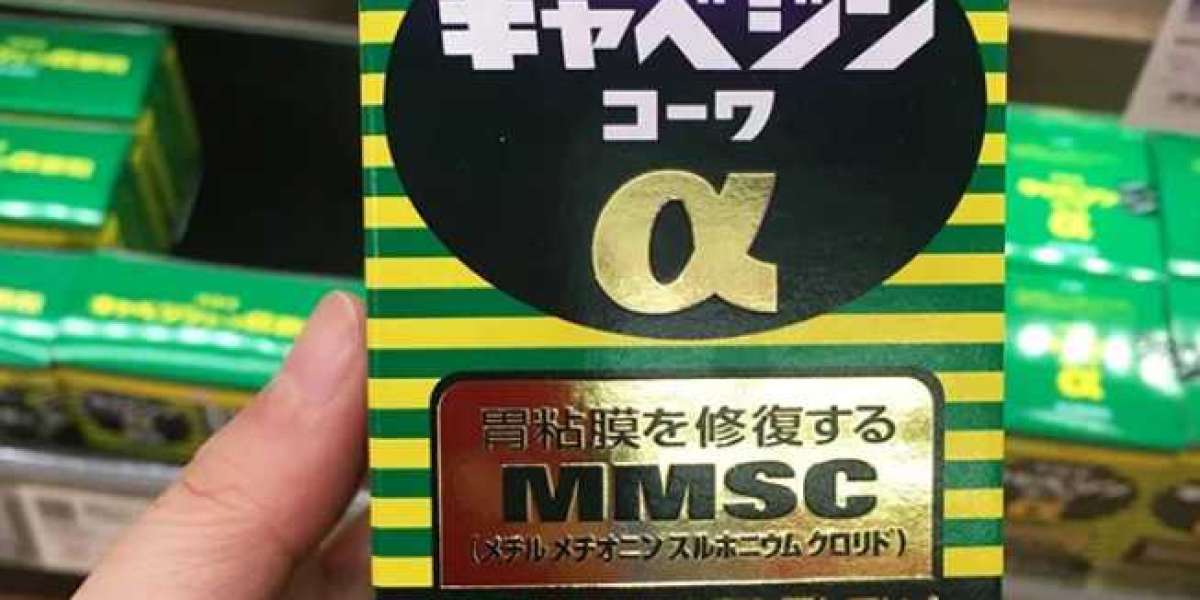 キャベジン
コーワ
α
胃粘膜を修復する
MMSC
(メチル メチオニン スルホニウム クロリド)